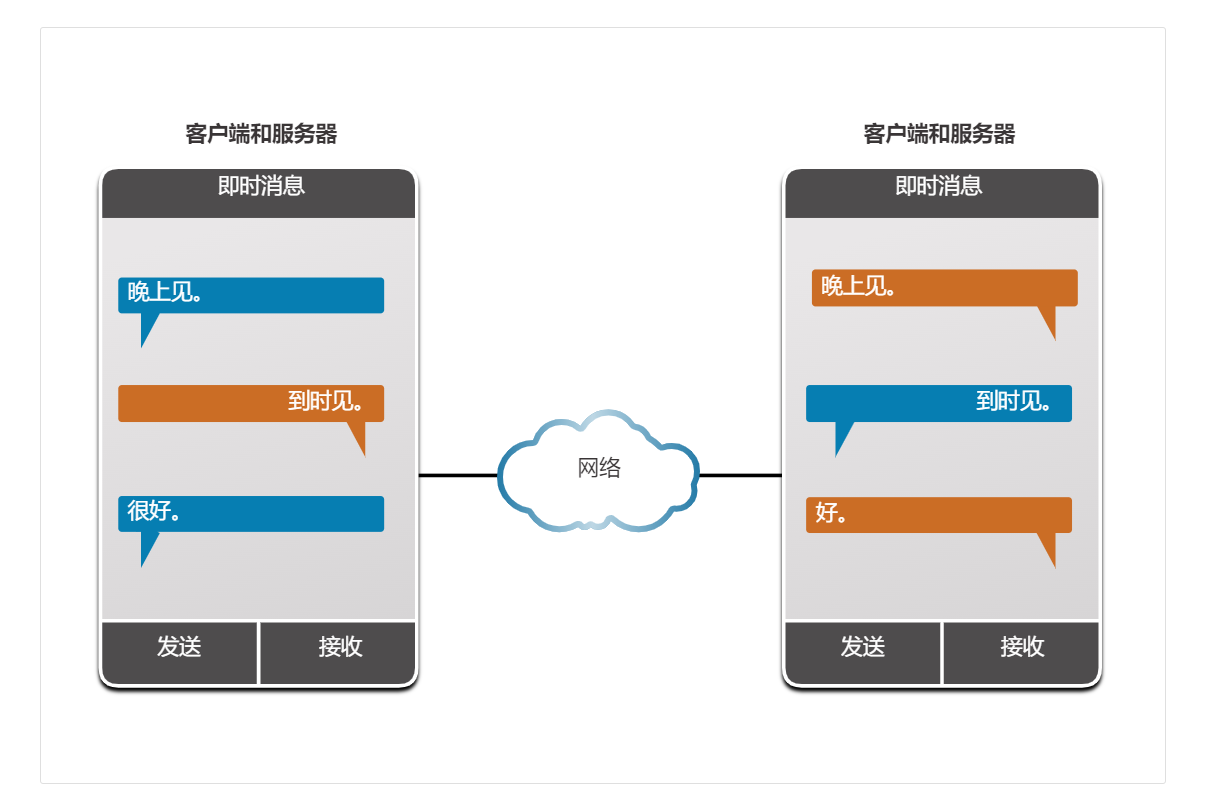 客户端和服务器
即时消息
晚上见。
到时见。
很好。
发送
接收
网络
客户端和服务器
即时消息
晚上见。
到时见。
好。
发送
接收